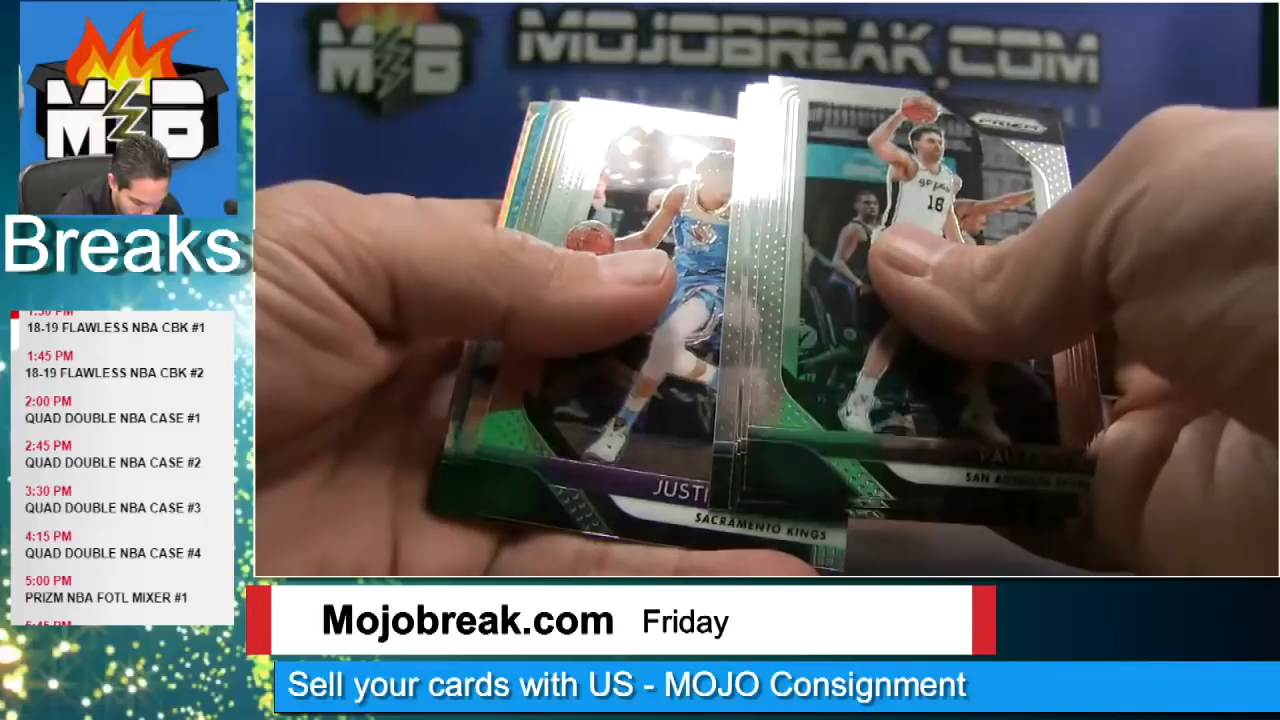 M B
MOJOBREAK.COM
M B
PRIZM
18
Breaks
18-19 FLAWLESS NBA CBK #1
1:45 PM
18-19 FLAWLESS NBA CBK #2
2:00 PM
QUAD DOUBLE NBA CASE #1
2:45 PM
QUAD DOUBLE NBA CASE #2
3:30 PM
QUAD DOUBLE NBA CASE #3
4:15 PM
QUAD DOUBLE NBA CASE #4
5:00 PM
PRIZM NBA FOTL MIXER #1
JUSTI
SACRAMENTO KINGS
SAN ANTONIO
Mojobreak.com Friday
Sell your cards with US - MOJO Consignment